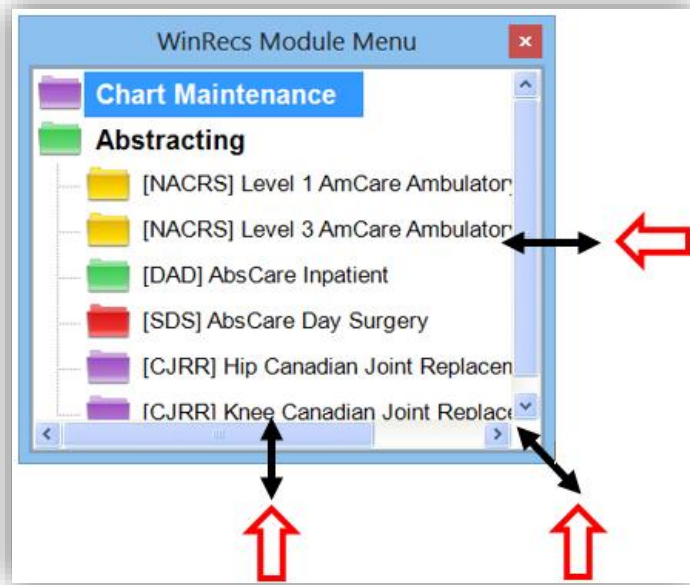 WinRecs Module Menu
Chart Maintenance
Abstracting
[NACRS] Level 1 AmCare Ambulatory
[NACRS] Level 3 AmCare Ambulator
[DAD] AbsCare Inpatient
[SDS] AbsCare Day Surgery
[CJRR] Hip Canadian Joint Replacem
[CJRR] Knee Canadian Joint Replace